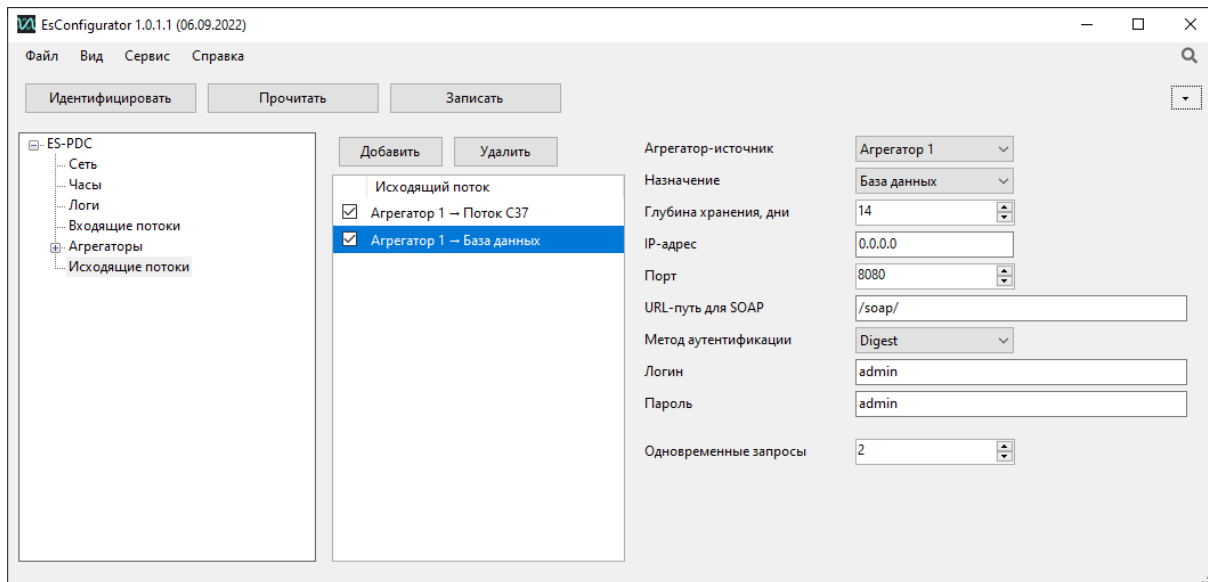 EsConfigurator 1.0.1.1 (06.09.2022)
Файл Вид Сервис Справка
Идентифицировать Прочитать Записать
ES-PDC
Сеть
Часы
Логи
Входящие потоки
Агрегаторы
Исходящие потоки
Добавить Удалить
Исходящий поток
Агрегатор 1 → Поток C37
Агрегатор 1 → База данных
Агрегатор-источник Агрегатор 1
Назначение База данных
Глубина хранения, дни 14
IP-адрес 0.0.0.0
Порт 8080
URL-путь для SOAP /soap/
Метод аутентификации Digest
Логин admin
Пароль admin
Одновременные запросы 2